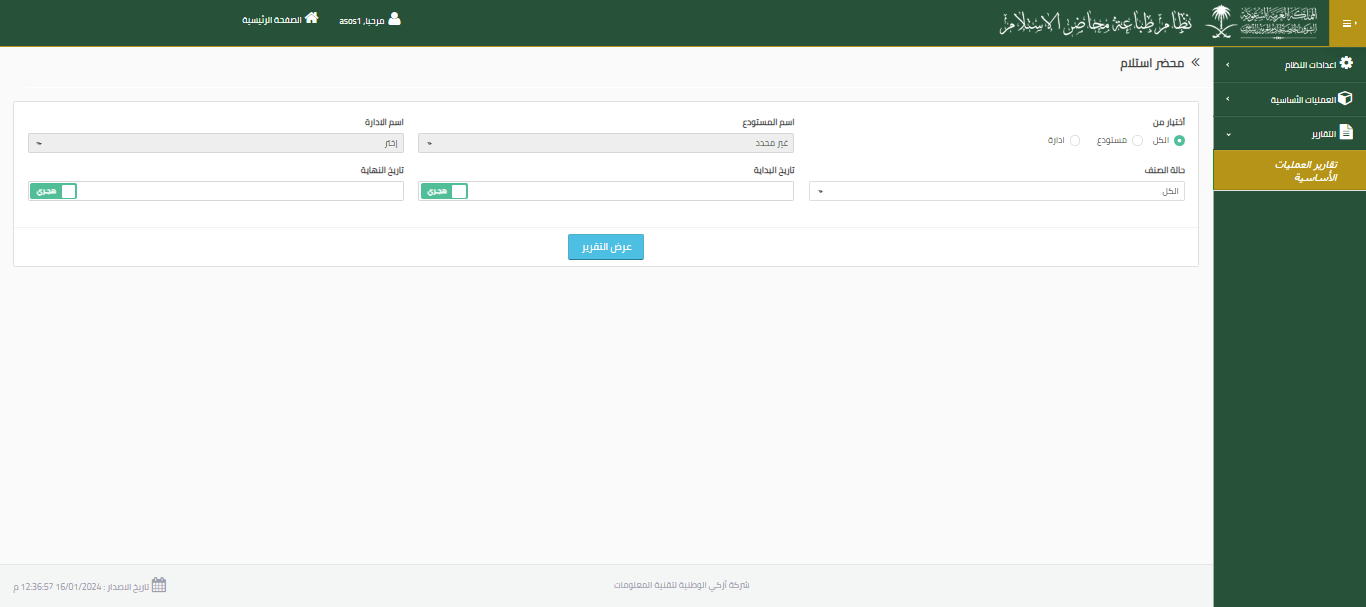 المملكة العربية السعودية
نظام طباعة محاضر الاستلام
مرحبا, asos1
الصفحة الرئيسية
اعدادات النظام
العمليات الأساسية
التقارير
تقارير العمليات
الأساسية
محضر استلام
أختيار من
الكل
مستودع
ادارة
اسم المستودع
غير محدد
اسم الادارة
إختر
حالة الصنف
الكل
تاريخ البداية
هجري
تاريخ النهاية
هجري
عرض التقرير
شركة أركي الوطنية لتقنية المعلومات
تاريخ الاصدار : 16/01/2024 12:36:57 م